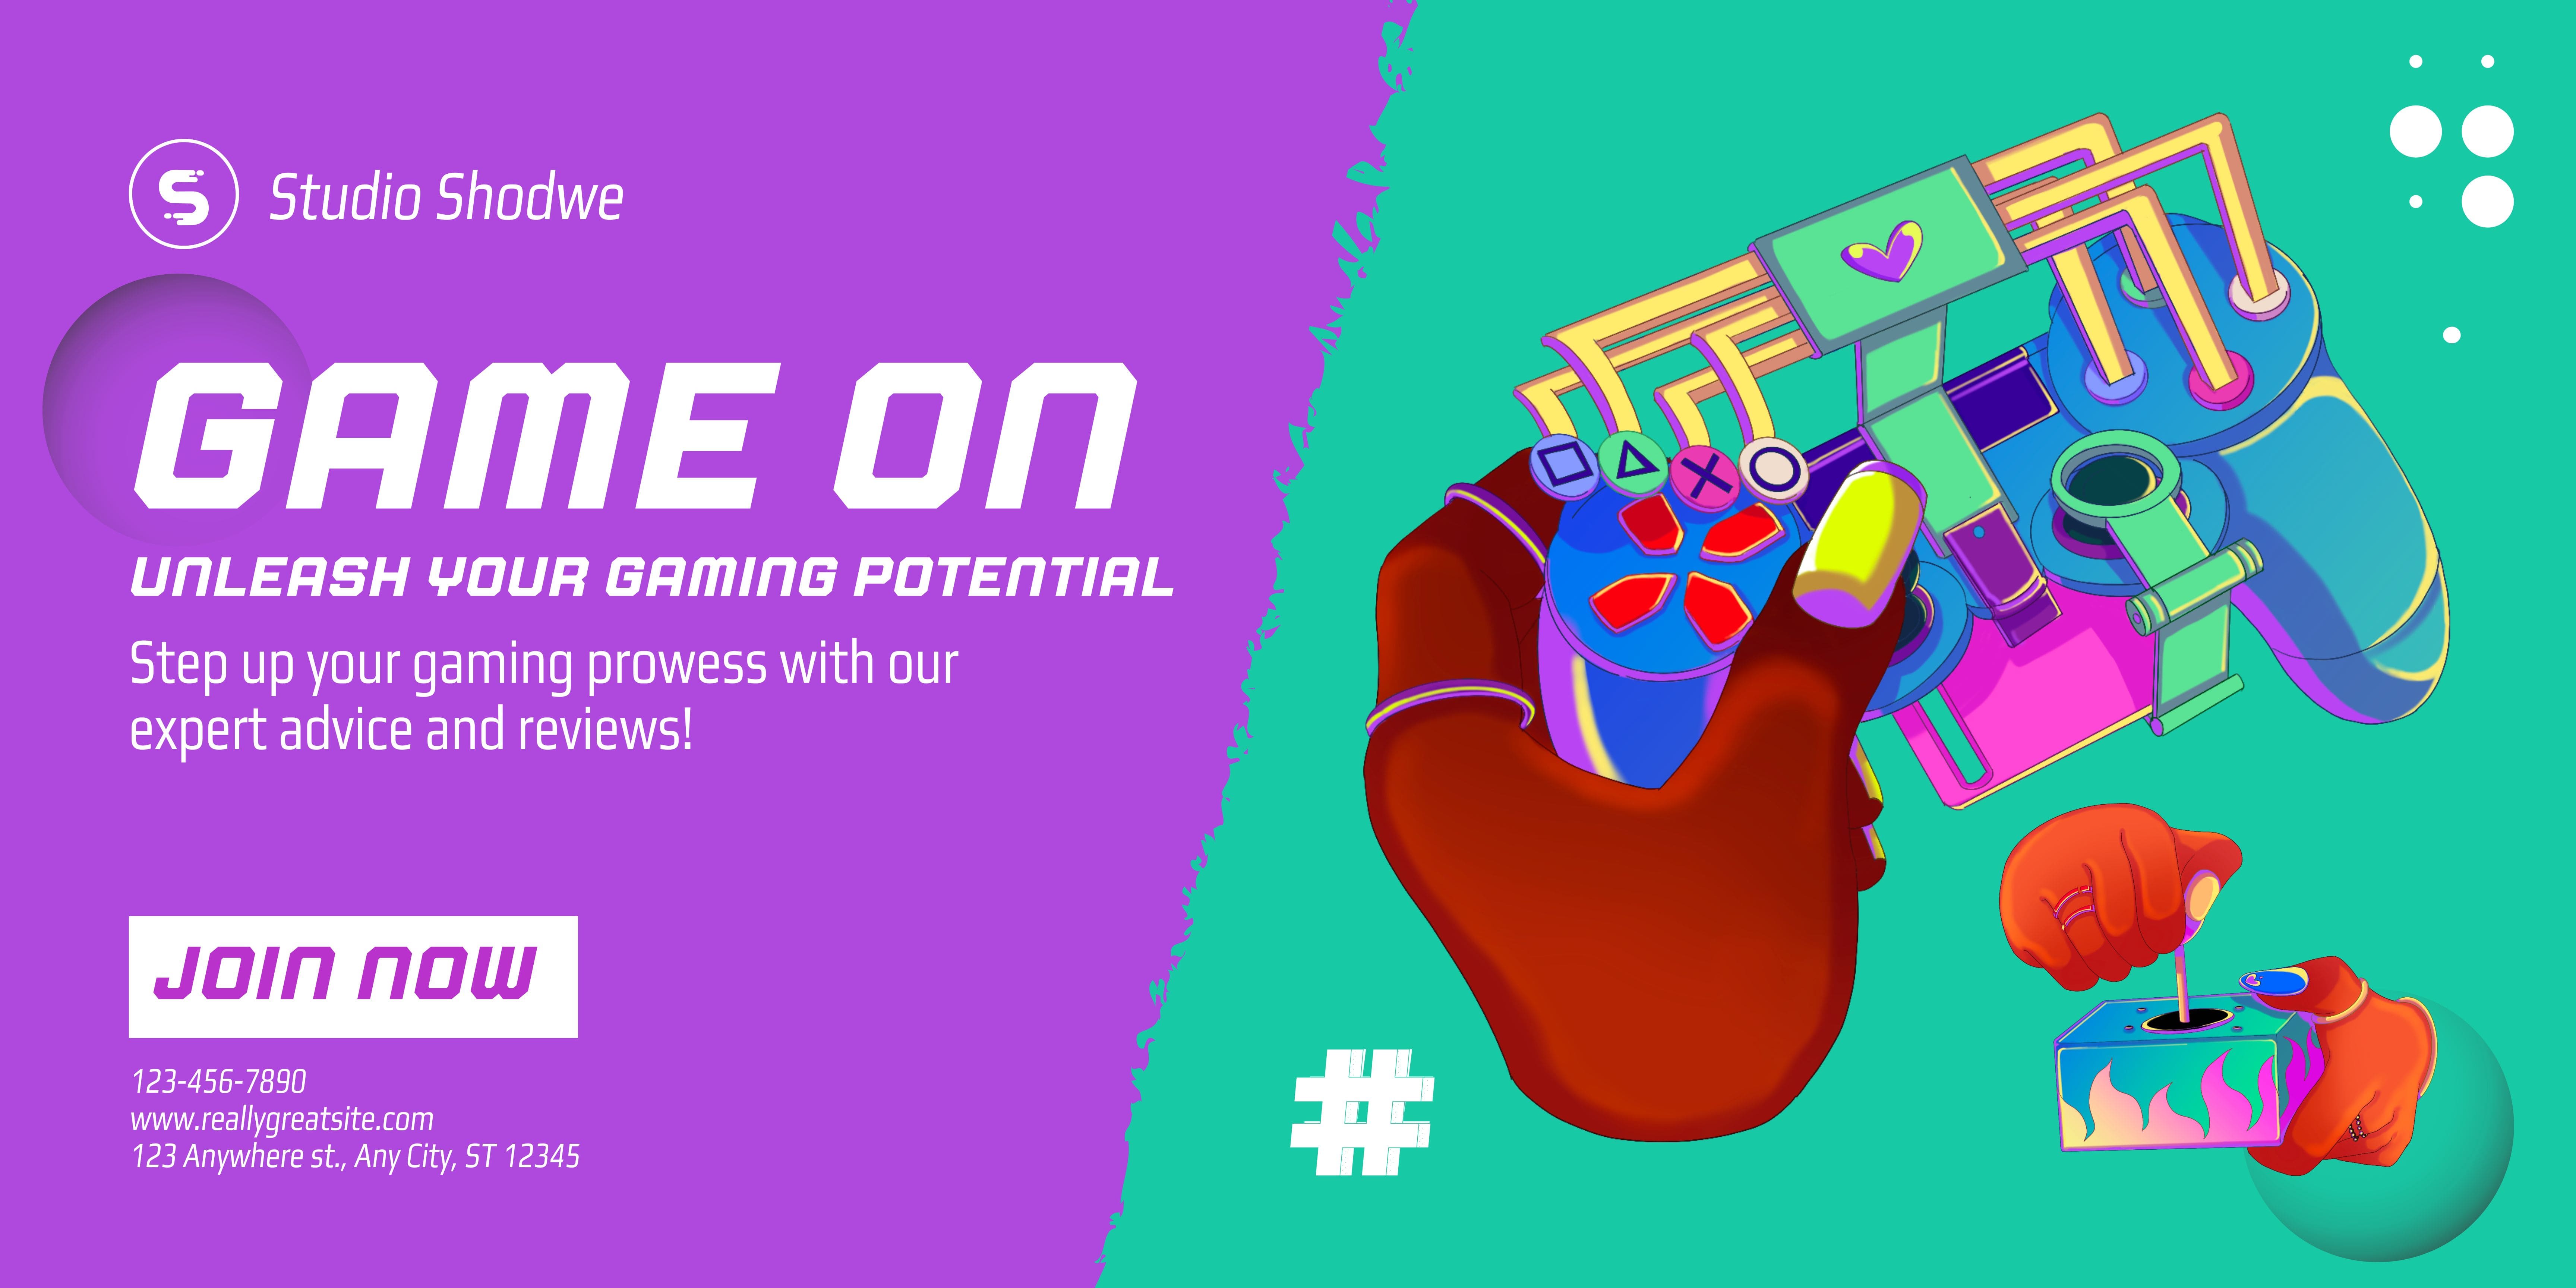 Studio Shodwe
GAME ON
UNLEASH YOUR GAMING POTENTIAL
Step up your gaming prowess with our
expert advice and reviews!
JOIN NOW
123-456-7890
www.reallygreatsite.com
123 Anywhere st., Any City, ST 12345
#